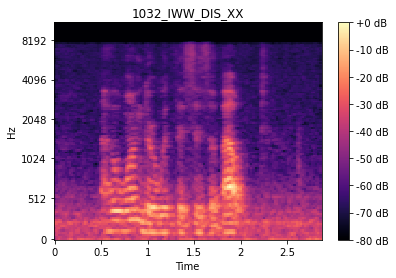 1032_IWW_DIS_XX
Hz
8192
4096
2048
1024
512
0
0
0.5
1
1.5
2
2.5
Time
+0 dB
-10 dB
-20 dB
-30 dB
-40 dB
-50 dB
-60 dB
-70 dB
-80 dB